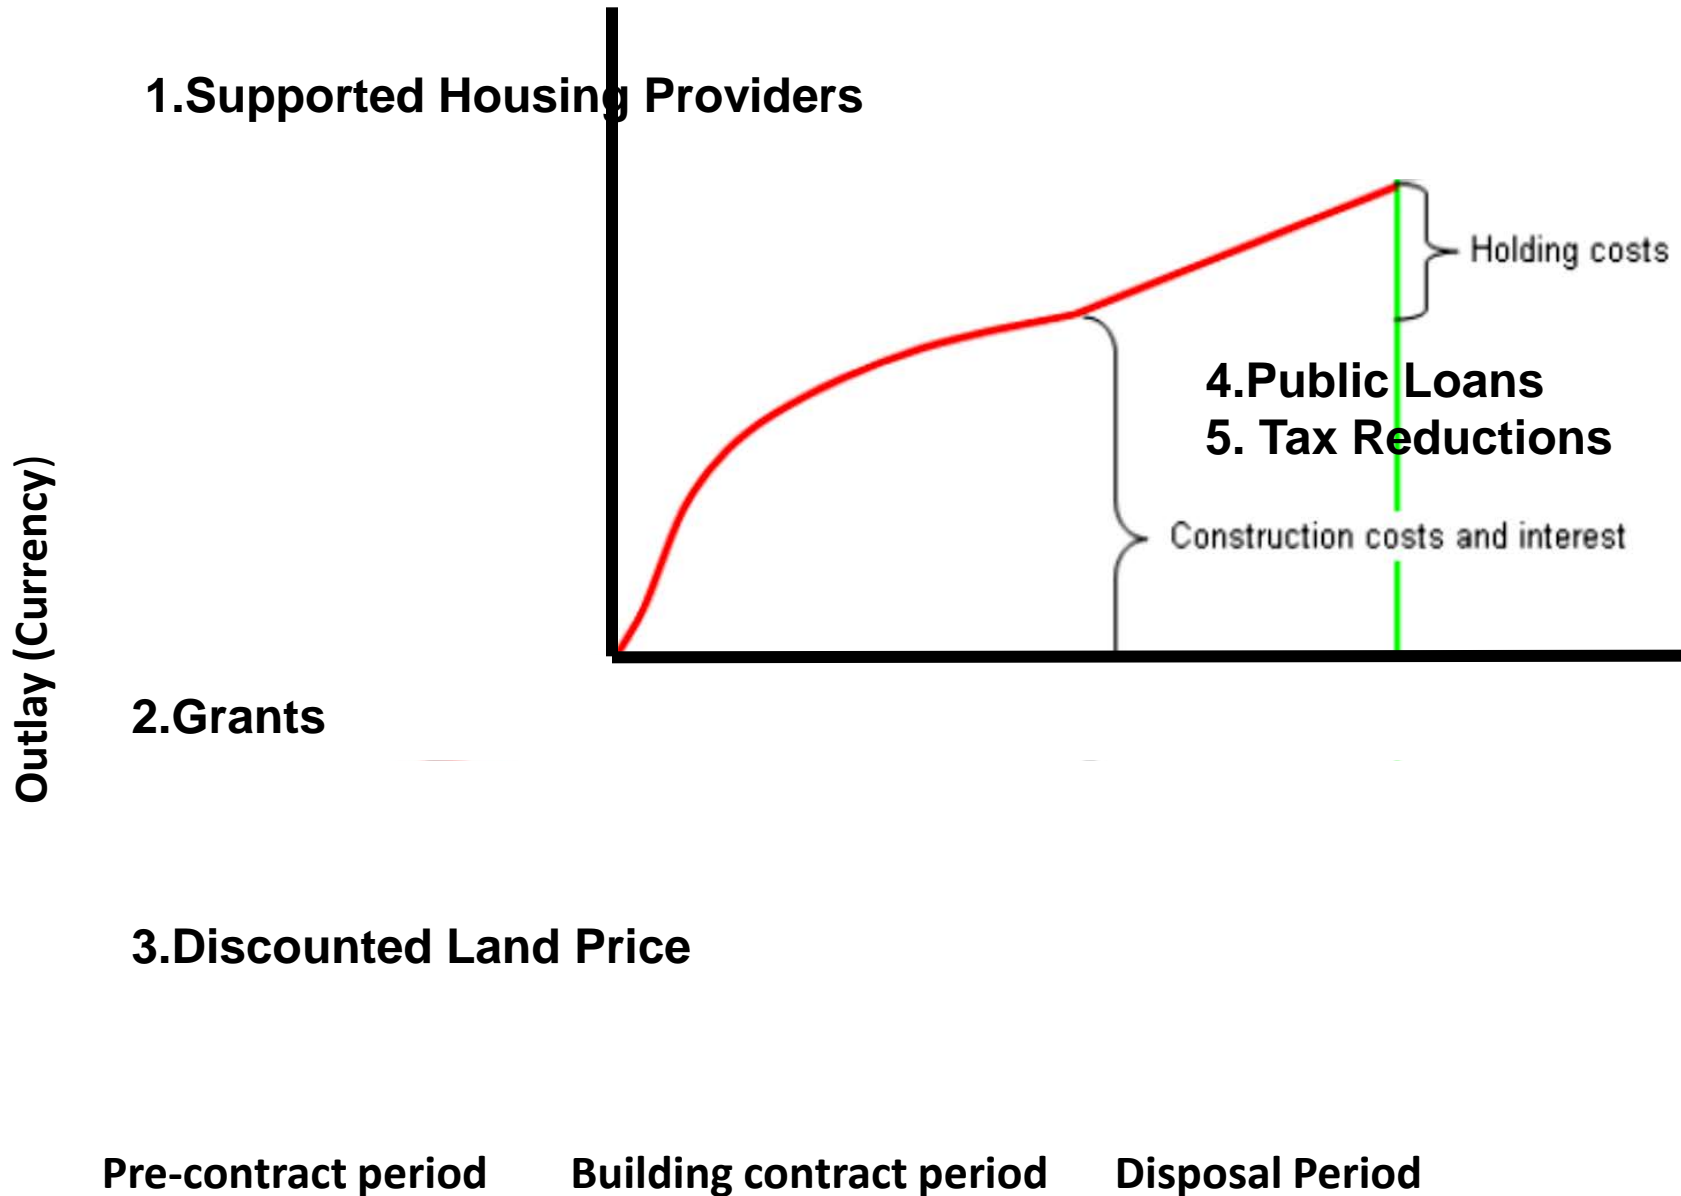 1.Supported Housing Providers
Holding costs
4.Public Loans
5. Tax Reductions
Construction costs and interest
Outlay (Currency)
2.Grants
3.Discounted Land Price
Pre-contract period
Building contract period
Disposal Period